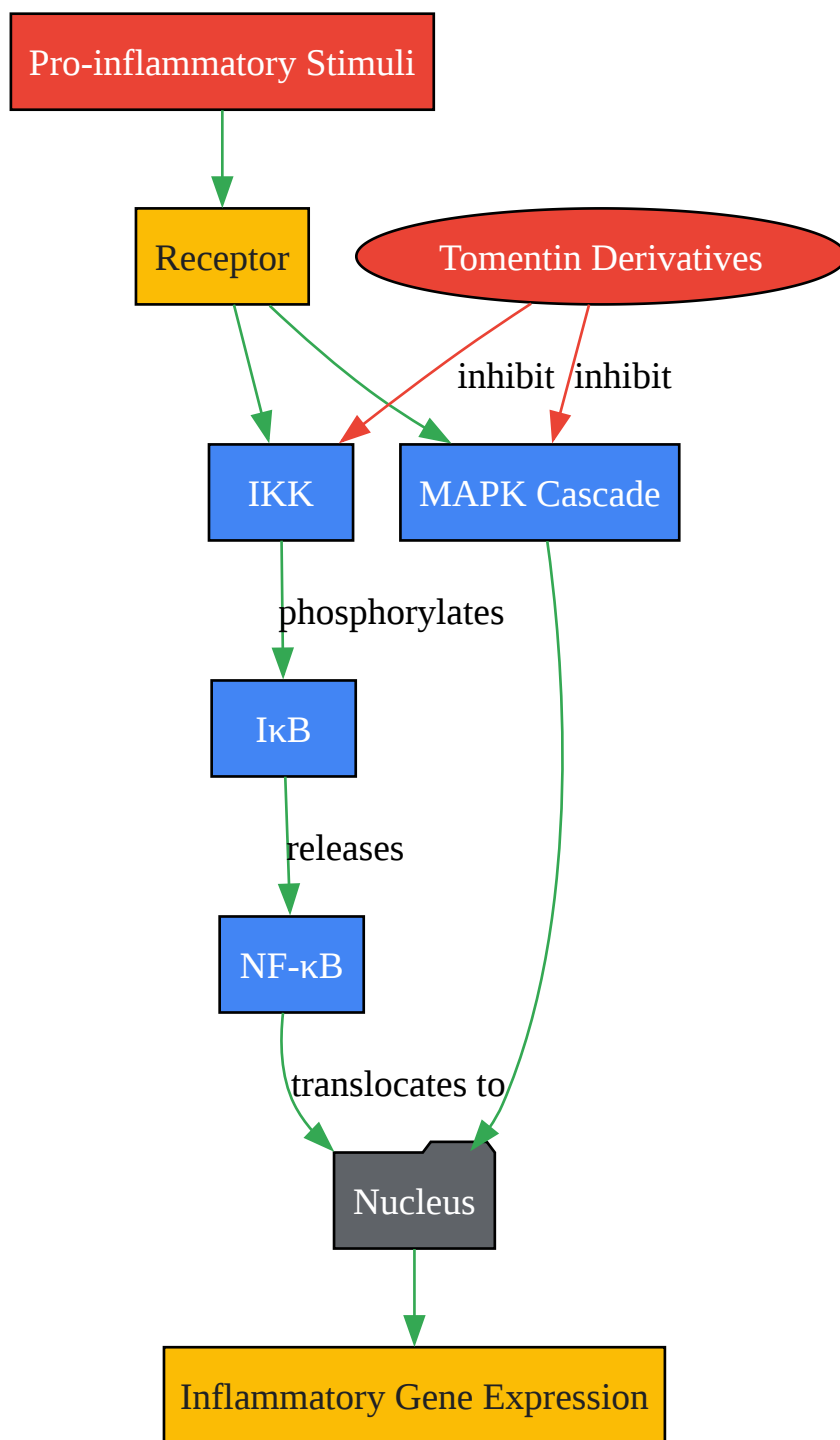 Pro-inflammatory Stimuli
Receptor
Tomentin Derivatives
inhibit
inhibit
IKK
MAPK Cascade
phosphorylates
IκB
releases
NF-κB
translocates to
Nucleus
Inflammatory Gene Expression